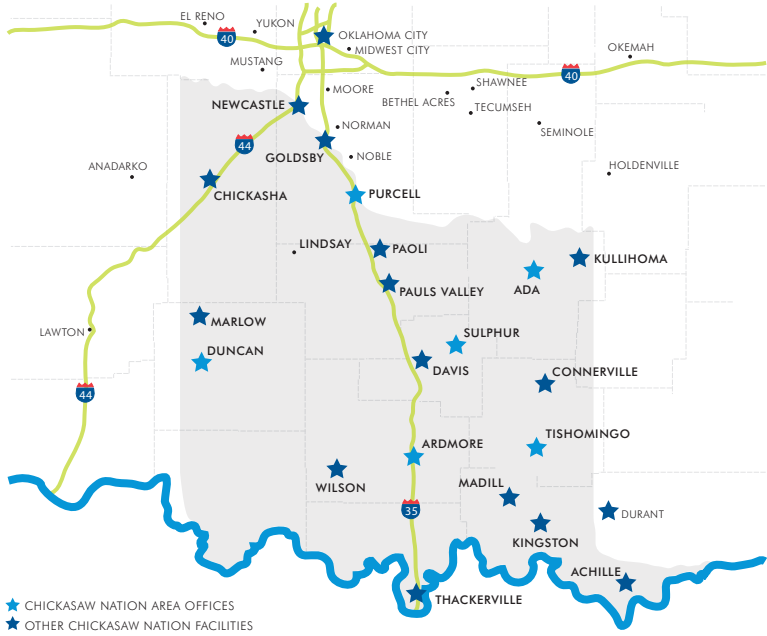 EL RENO
YUKON
40
OKLAHOMA CITY
MIDWEST CITY
OKEMAH
MUSTANG
40
SHAWNEE
MOORE
BETHEL ACRES
NEWCASTLE
TECUMSEH
NORMAN
SEMINOLE
44
GOLDSBY
NOBLE
ANADARKO
HOLDENVILLE
CHICKASHA
PURCELL
LINDSAY
PAOLI
KULLIHOMA
ADA
PAULS VALLEY
MARLOW
LAWTON
SULPHUR
DUNCAN
DAVIS
CONNERVILLE
44
TISHOMINGO
ARDMORE
WILSON
MADILL
35
DURANT
KINGSTON
ACHILLE
THACKERVILLE
CHICKASAW NATION AREA OFFICES
OTHER CHICKASAW NATION FACILITIES